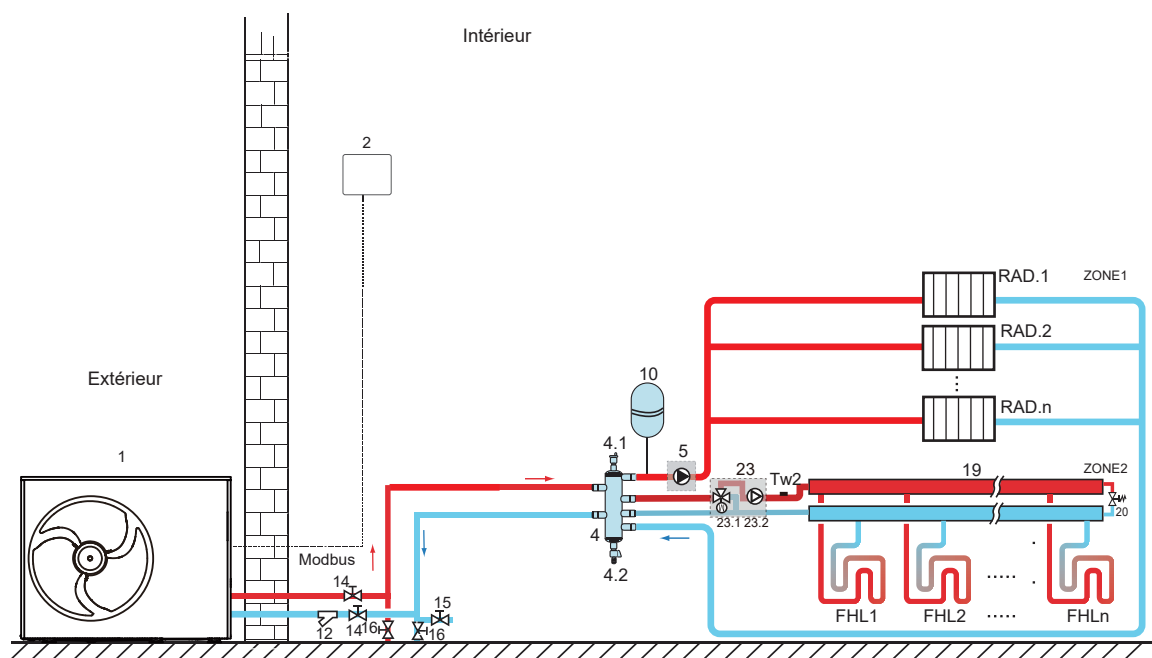 Intérieur
2
Extérieur
1
Modbus
14
12
14
16
16
15
10
4.1
5
4
4.2
23
23.1
23.2
Tw2
19
20
RAD.1
ZONE1
RAD.2
RAD.n
ZONE2
FHL1
FHL2
FHLn